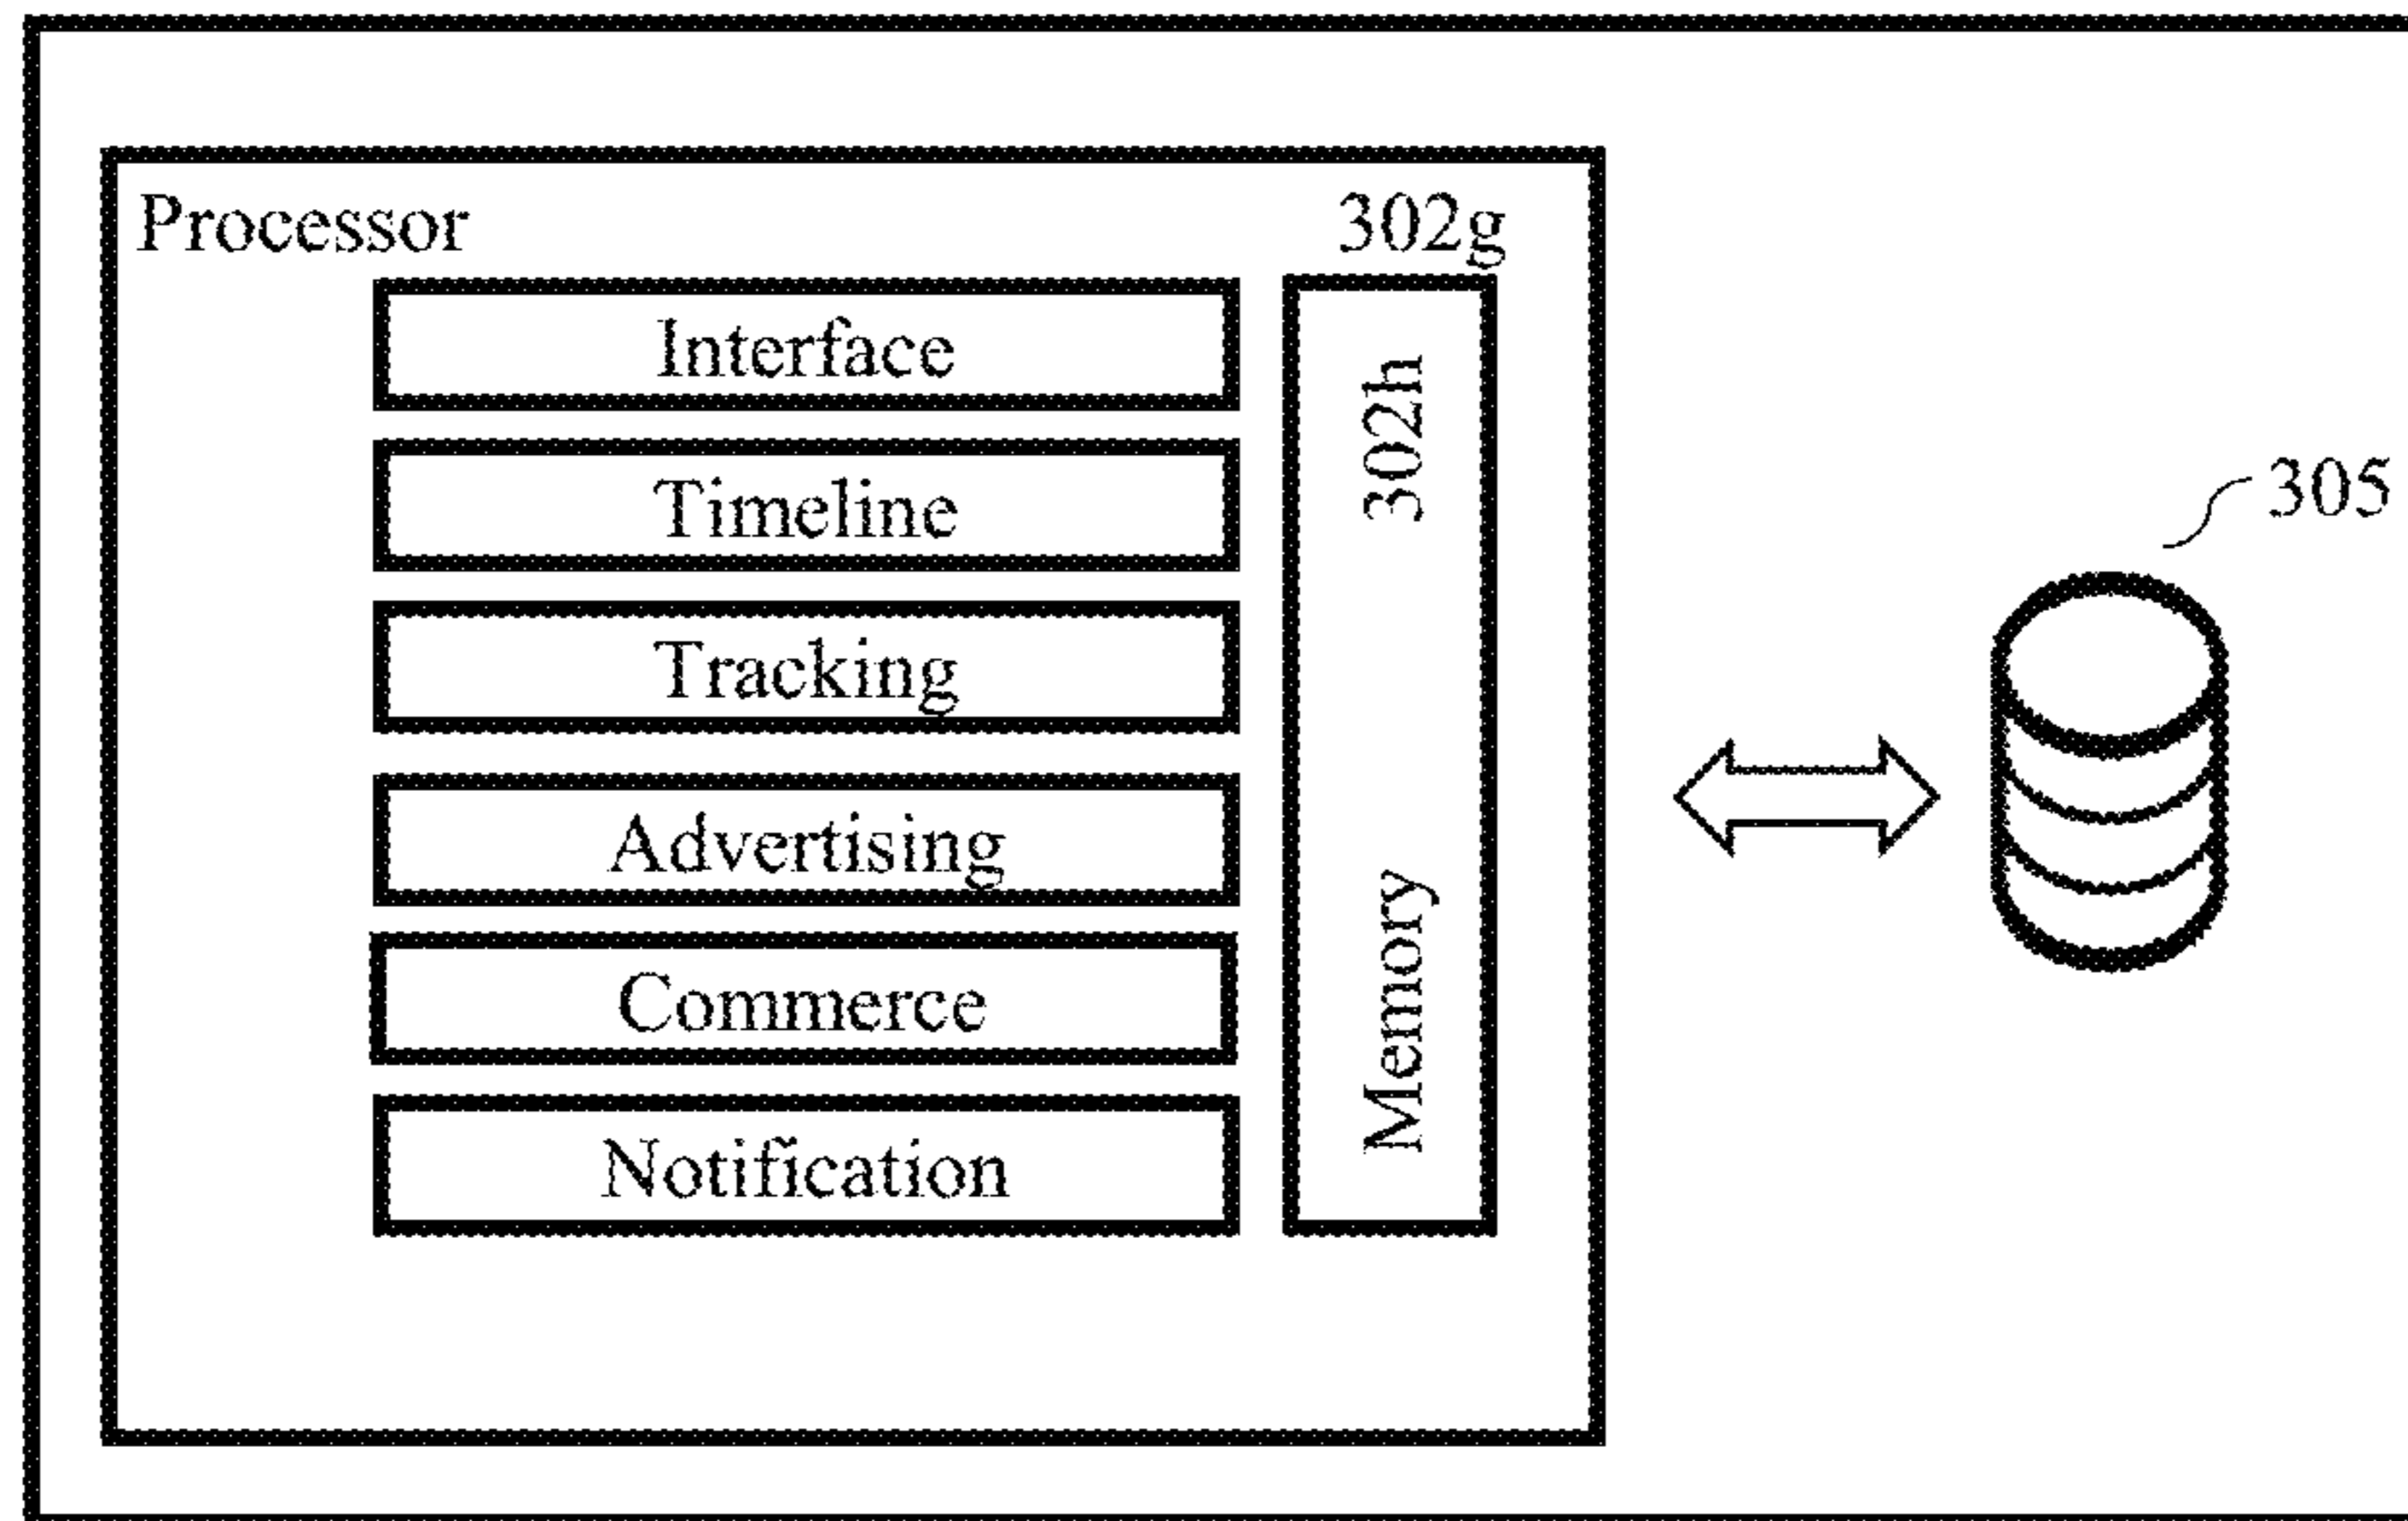 Processor 302g
Interface
Timeline
Tracking
Advertising
Commerce
Notification
Memory 302h
305